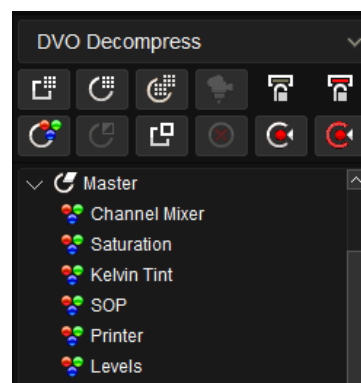 DVO Decompress
Master
Channel Mixer
Saturation
Kelvin Tint
SOP
Printer
Levels